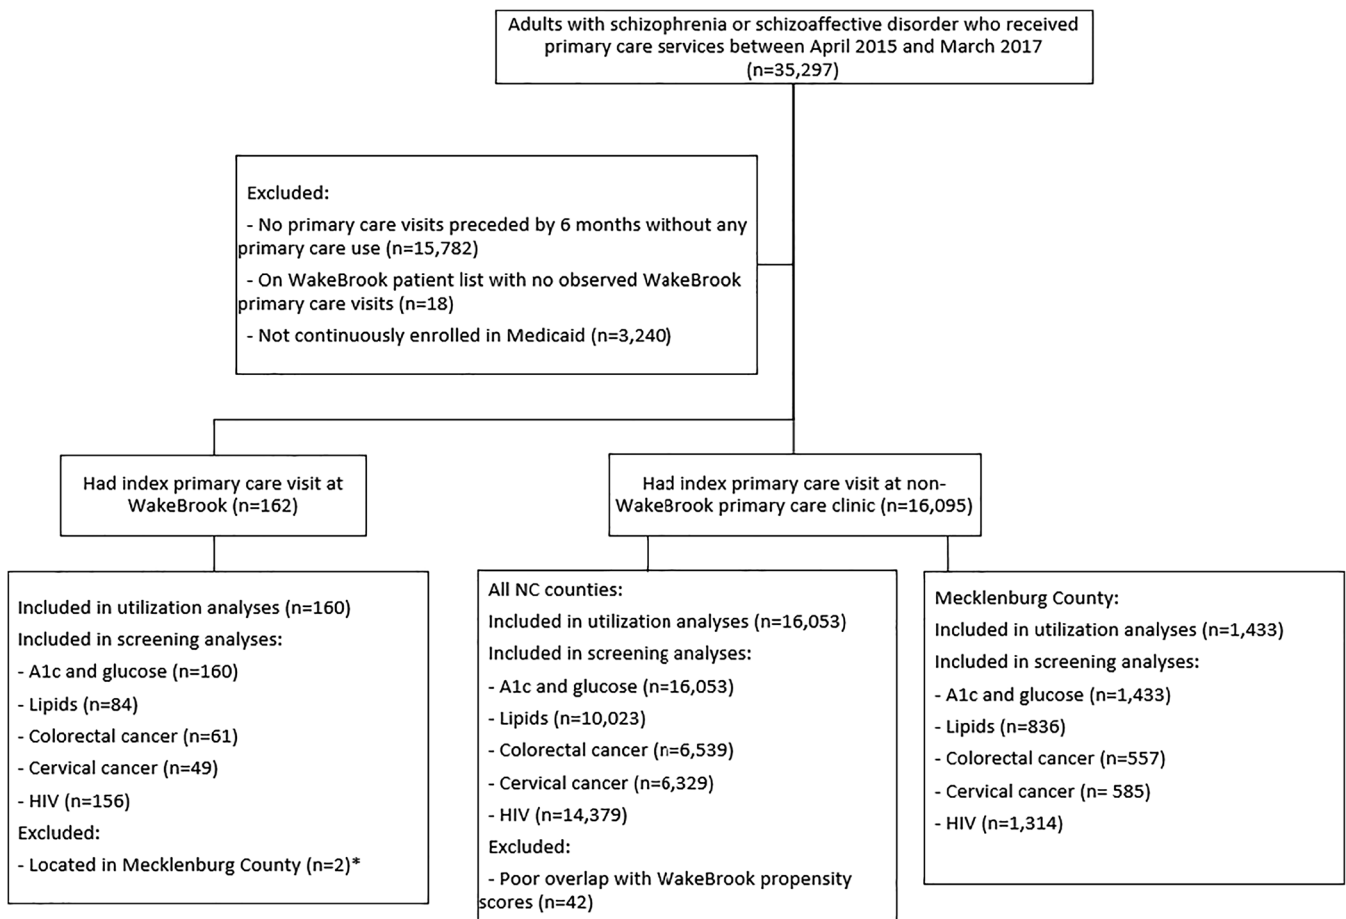 Adults with schizophrenia or schizoaffective disorder who received
primary care services between April 2015 and March 2017
(n=35,297)
Excluded:
- No primary care visits preceded by 6 months without any
primary care use (n=15,782)
- On WakeBrook patient list with no observed WakeBrook
primary care visits (n=18)
- Not continuously enrolled in Medicaid (n=3,240)
Had index primary care visit at
WakeBrook (n=162)
Had index primary care visit at non-
WakeBrook primary care clinic (n=16,095)
Included in utilization analyses (n=160)
Included in screening analyses:
- A1c and glucose (n=160)
- Lipids (n=84)
- Colorectal cancer (n=61)
- Cervical cancer (n=49)
- HIV (n=156)
Excluded:
- Located in Mecklenburg County (n=2)*
All NC counties:
Included in utilization analyses (n=16,053)
Included in screening analyses:
- A1c and glucose (n=16,053)
- Lipids (n=10,023)
- Colorectal cancer (n=6,539)
- Cervical cancer (n=6,329)
- HIV (n=14,379)
Excluded:
- Poor overlap with WakeBrook propensity
scores (n=42)
Mecklenburg County:
Included in utilization analyses (n=1,433)
Included in screening analyses:
- A1c and glucose (n=1,433)
- Lipids (n=836)
- Colorectal cancer (n=557)
- Cervical cancer (n= 585)
- HIV (n=1,314)